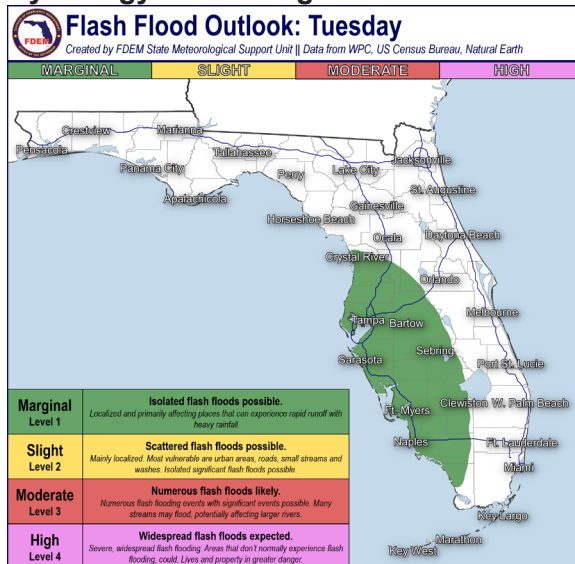 FDEM
Flash Flood Outlook: Tuesday
Created by FDEM State Meteorological Support Unit || Data from WPC, US Census Bureau, Natural Earth
MARGINAL SLIGHT MODERATE HIGH
Crestview
Marianna
Pensacola
Tallahassee
Jacksonville
Panama City
Perry
Lake City
Apalachicola
St. Augustine
Gainesville
Horseshoe Beach
Ocala
Daytona Beach
Crystal River
Orlando
Melbourne
Tampa
Bartow
Sebring
Sarasota
Port St. Lucie
Clewiston
W. Palm Beach
Ft. Myers
Naples
Ft. Lauderdale
Miami
Key Largo
Marathon
Key West
Marginal
Level 1
Isolated flash floods possible.
Localized and primarily affecting places that can experience rapid runoff with
heavy rainfall
Slight
Level 2
Scattered flash floods possible.
Mainly localized. Most vulnerable are urban areas, roads, small streams and
washes. Isolated significant flash floods possible.
Moderate
Level 3
Numerous flash floods likely.
Numerous flash flooding events with significant events possible. Many
streams may flood, potentially affecting larger rivers.
High
Level 4
Widespread flash floods expected.
Severe, widespread flash flooding. Areas that don't normally experience flash
flooding, could. Lives and property in greater danger.